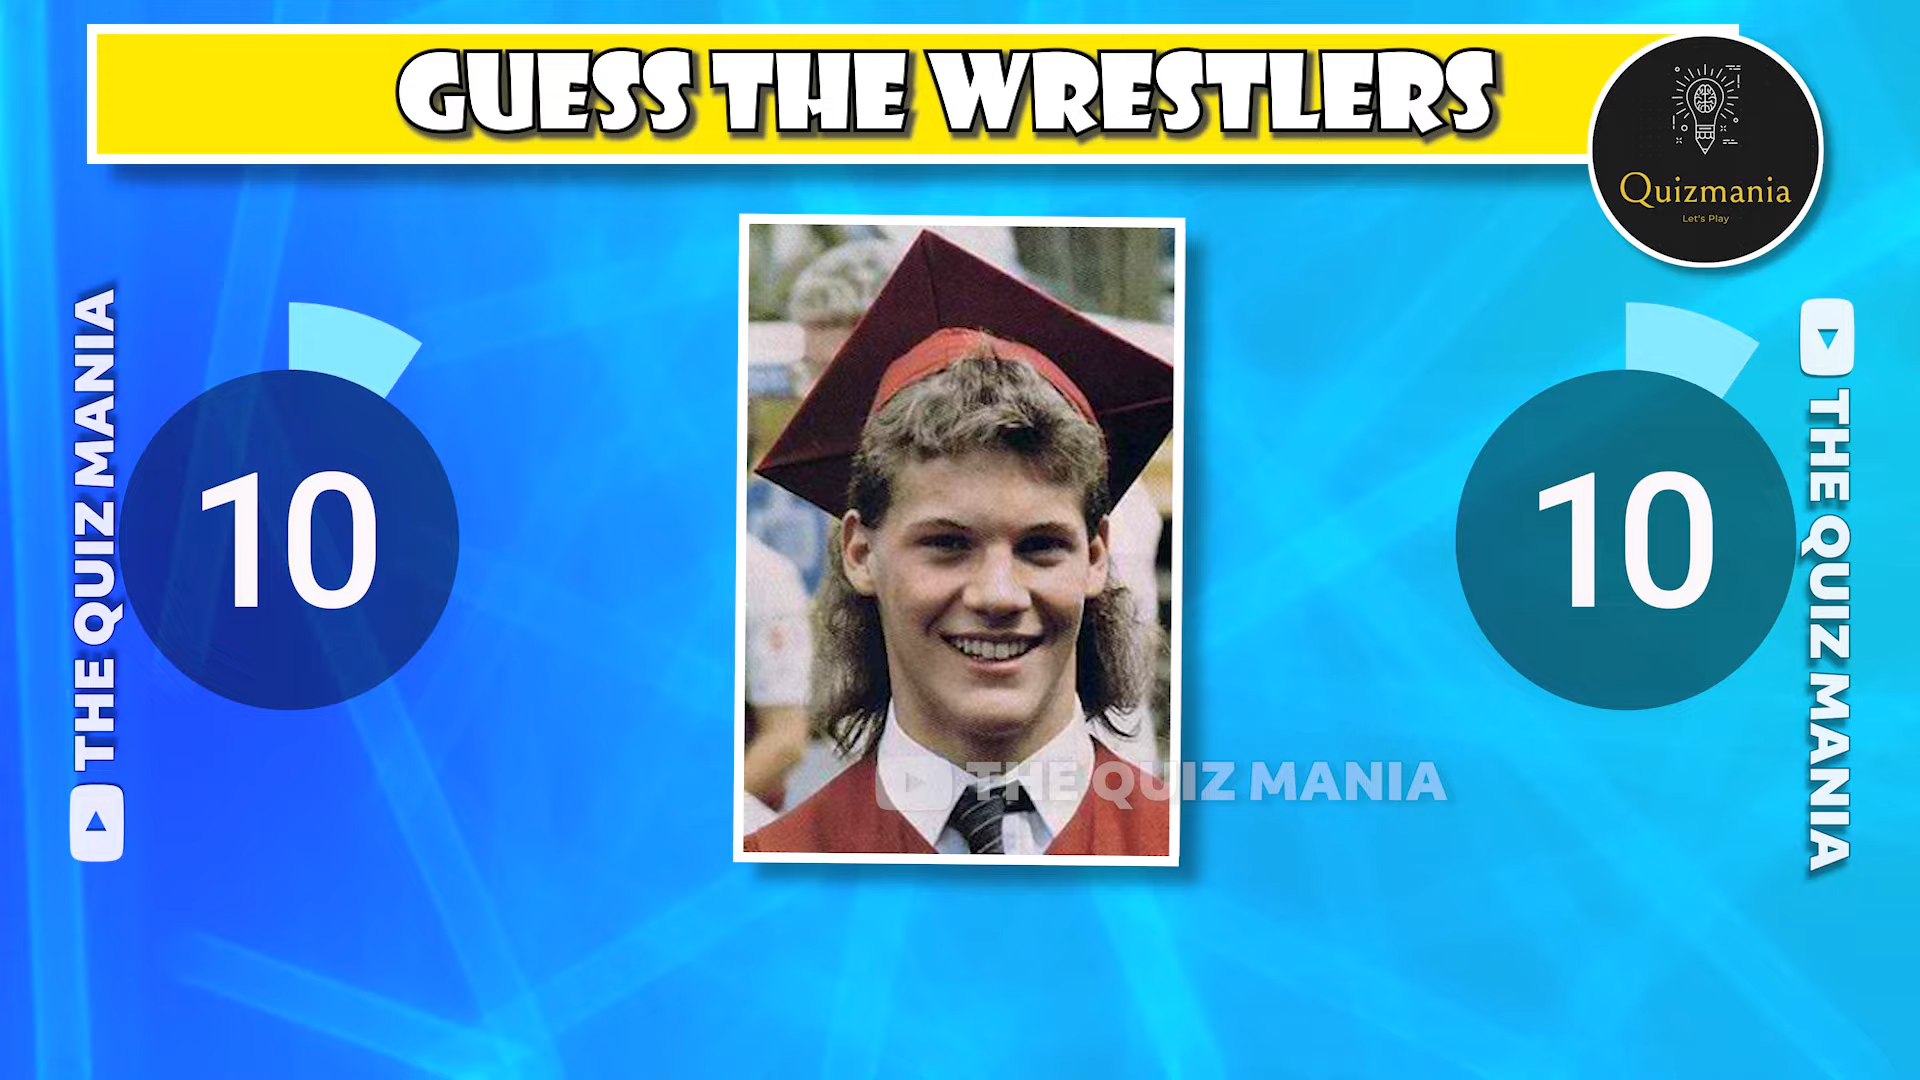 GUESS THE WRESTLERS
Quizmania
Let's Play
THE QUIZ MANIA
10
10
THE QUIZ MANIA
THE QUIZ MANIA